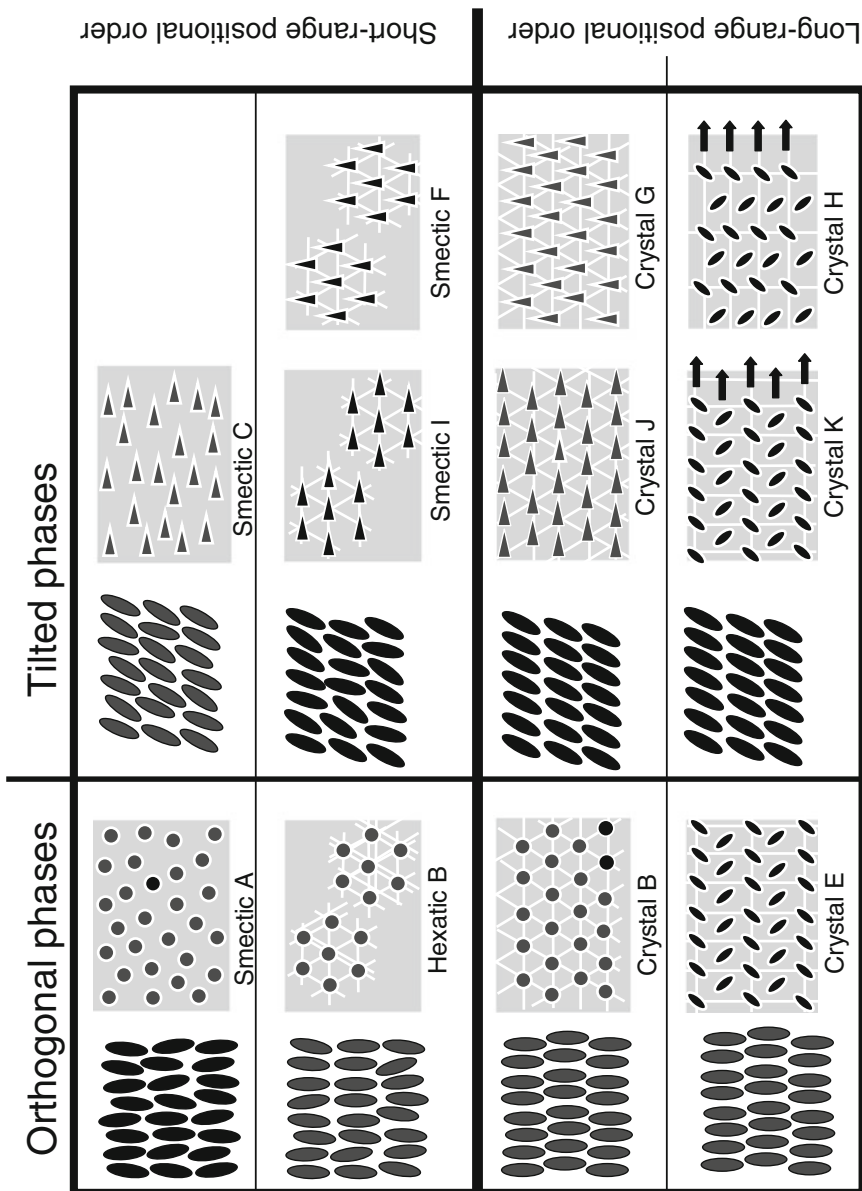 Orthogonal phases
Tilted phases
Smectic A
Smectic C
Short-range positional order
Hexatic B
Smectic I
Smectic F
Crystal B
Crystal J
Crystal G
Long-range positional order
Crystal E
Crystal K
Crystal H